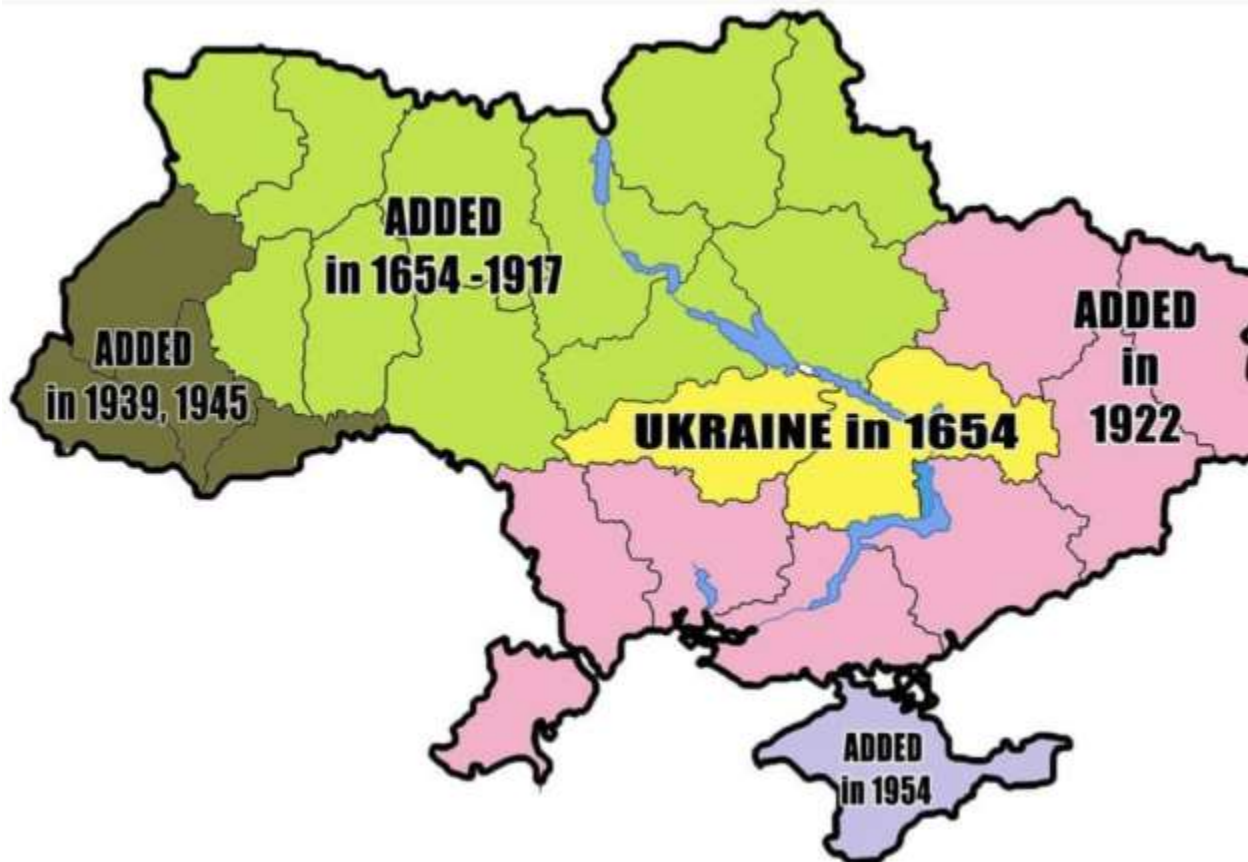 ADDED
in 1654 -1917
ADDED
in 1939, 1945
UKRAINE in 1654
ADDED
in
1922
ADDED
in 1954